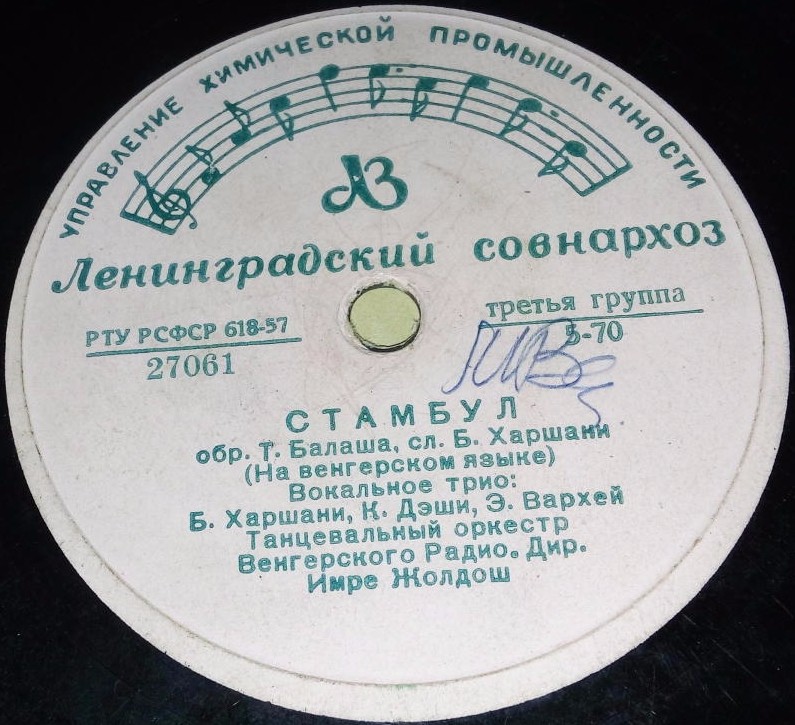 УПРАВЛЕНИЕ ХИМИЧЕСКОЙ ПРОМЫШЛЕННОСТИ
АЗ
Ленинградский совнархоз
РТУ РСФСР 618-57
27061
третья группа
5-70
СТАМБУЛ
обр. Т. Балаша, сл. Б. Харшани
(На венгерском языке)
Вокальное трио:
Б. Харшани, К. Дэши, Э. Вархей
Танцевальный оркестр
Венгерского Радио. Дир.
Имре Жолдош